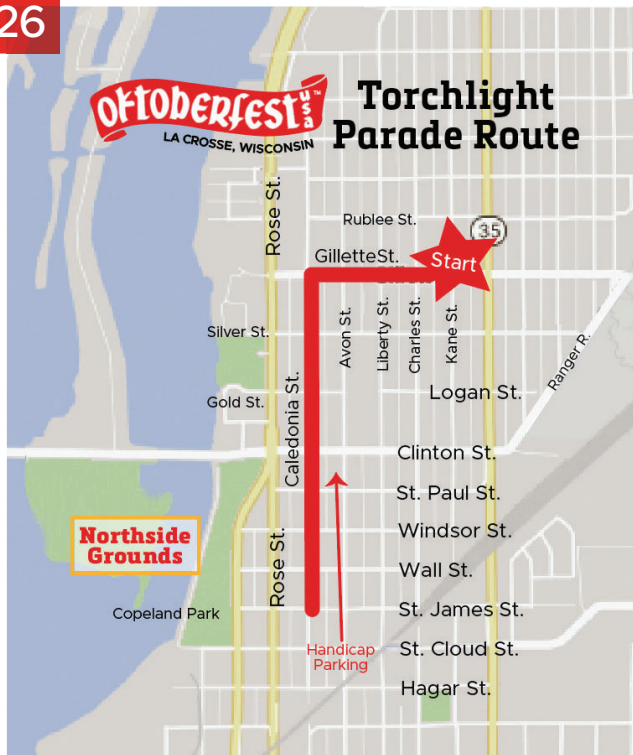 26
OKTOBERFEST USA™
LA CROSSE, WISCONSIN
Torchlight
Parade Route
Rose St.
Rublee St.
35
GilletteSt.
Start
Silver St.
Avon St.
Liberty St.
Charles St.
Kane St.
Ranger R.
Gold St.
Caledonia St.
Logan St.
Clinton St.
St. Paul St.
Northside
Grounds
Rose St.
Windsor St.
Wall St.
Copeland Park
St. James St.
Handicap
Parking
St. Cloud St.
Hagar St.